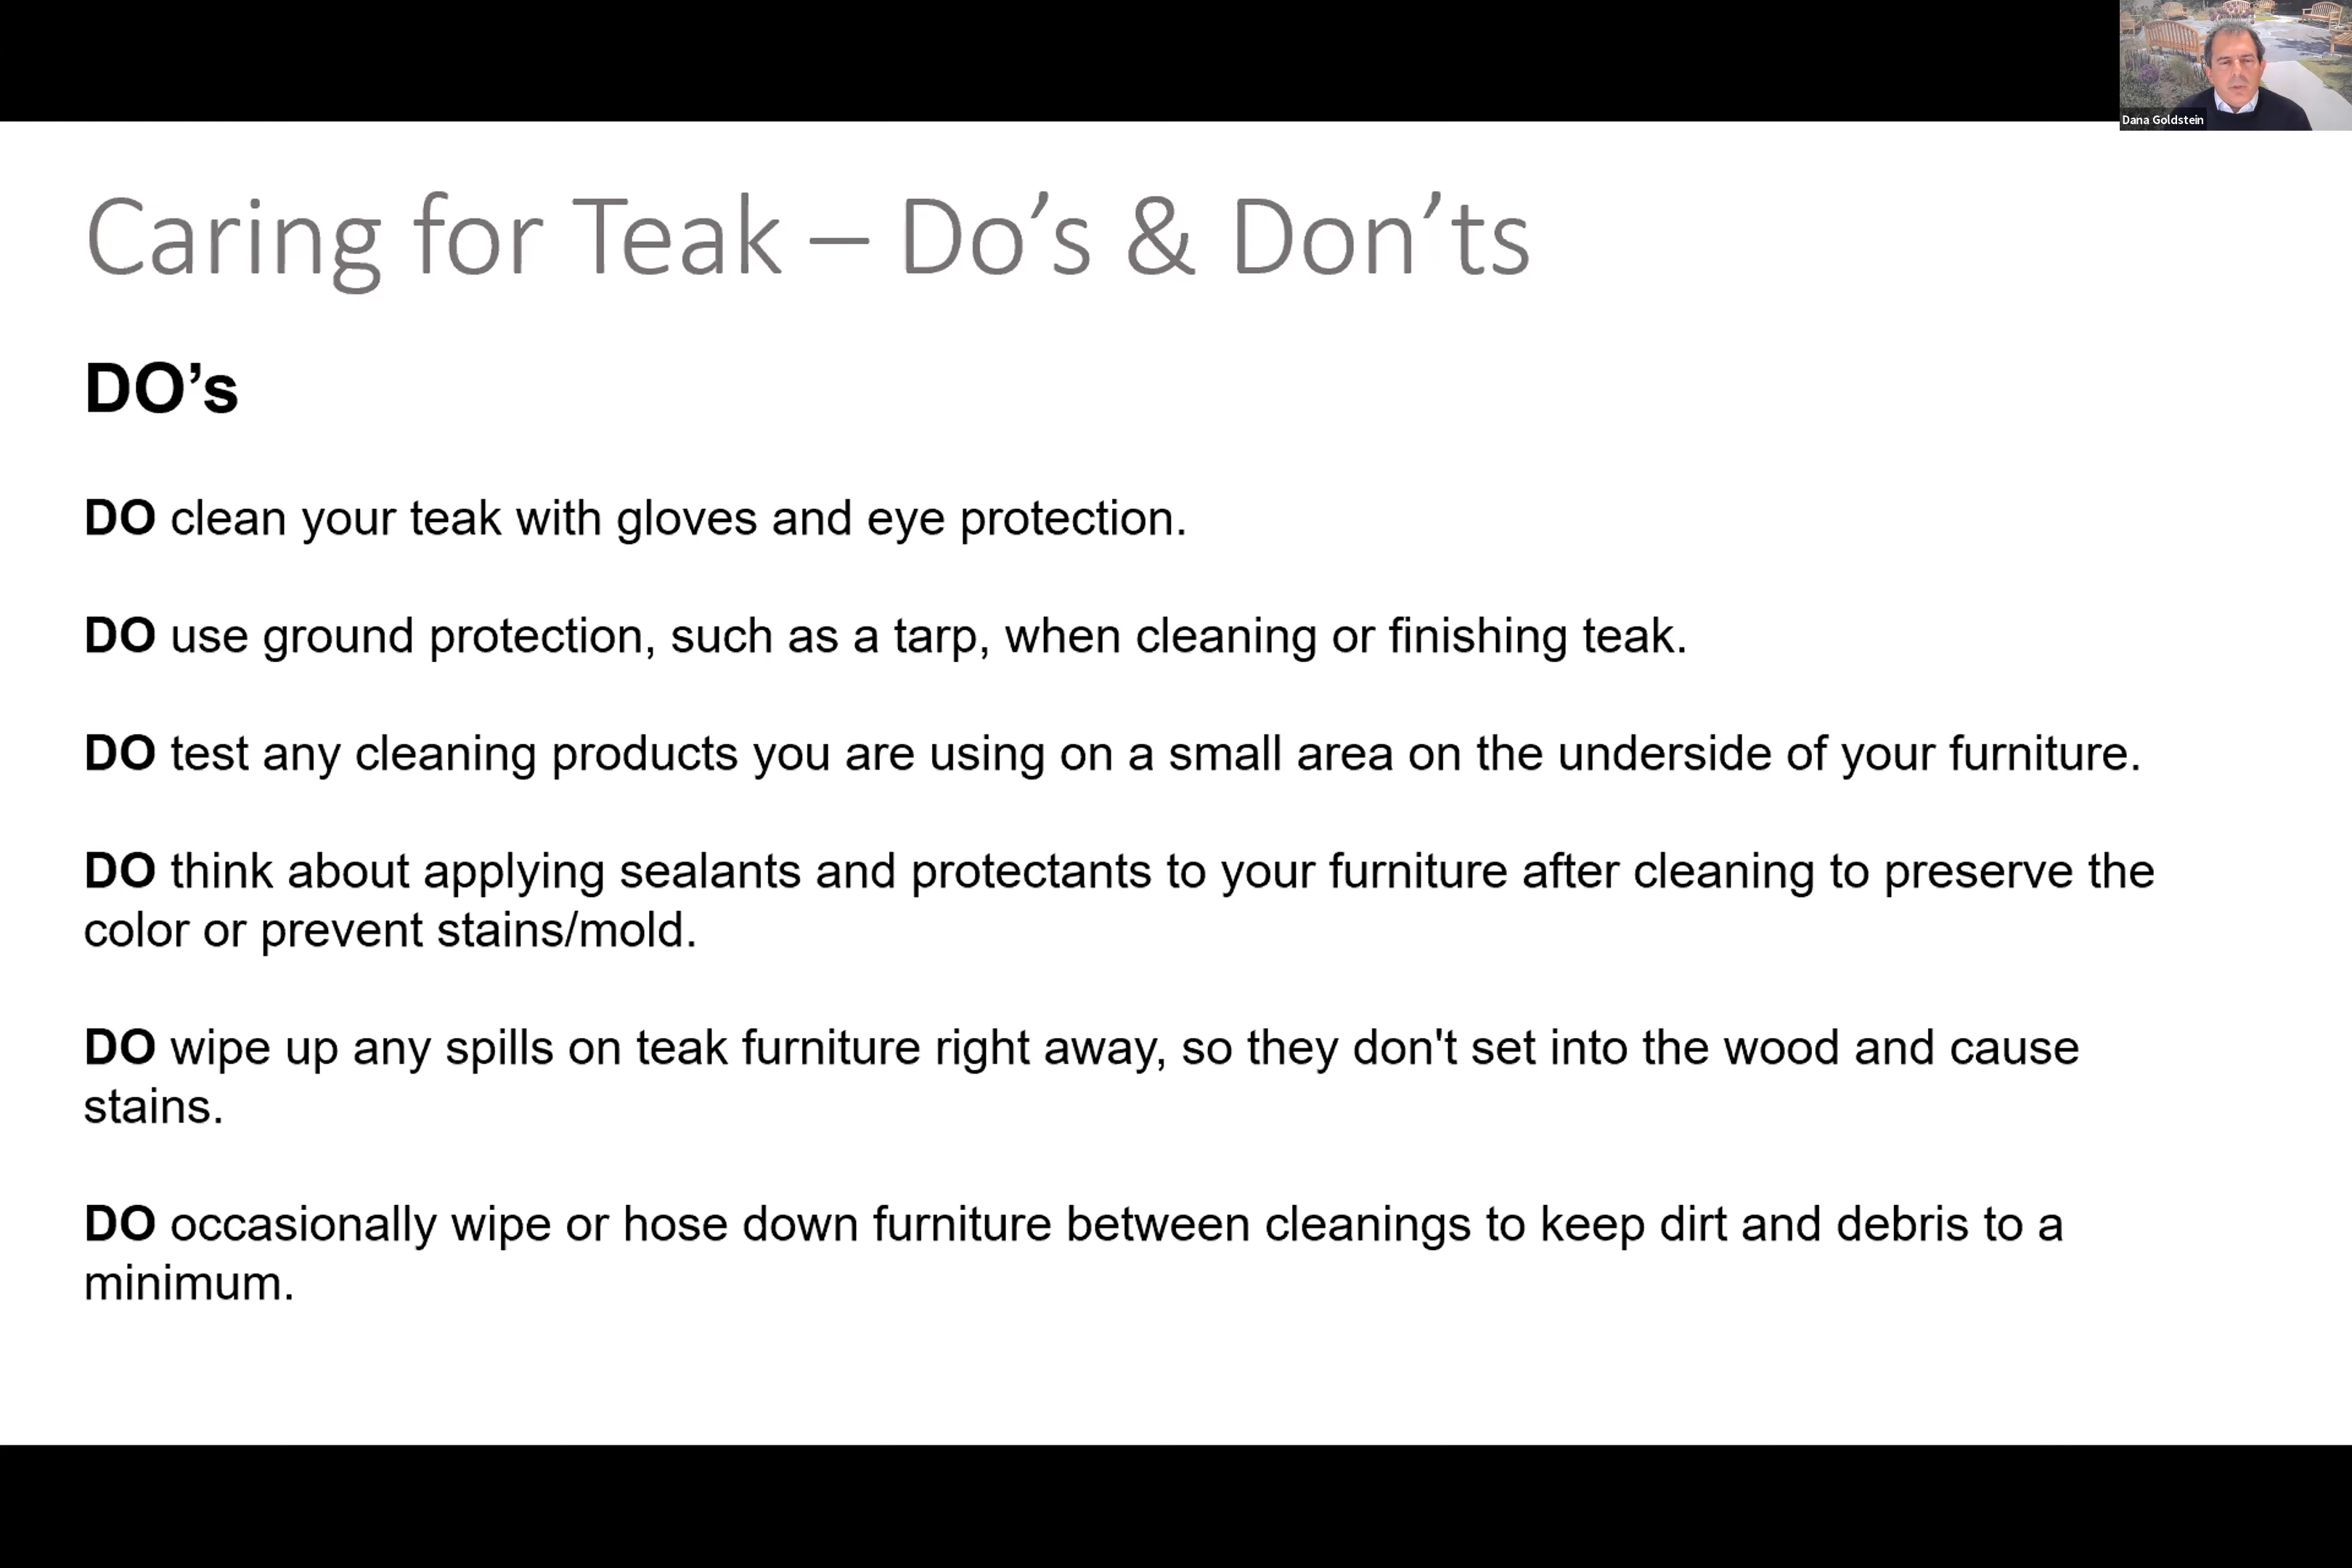 Dana Goldstein
Caring for Teak – Do’s & Don’ts
DO’s
DO clean your teak with gloves and eye protection.
DO use ground protection, such as a tarp, when cleaning or finishing teak.
DO test any cleaning products you are using on a small area on the underside of your furniture.
DO think about applying sealants and protectants to your furniture after cleaning to preserve the
color or prevent stains/mold.
DO wipe up any spills on teak furniture right away, so they don't set into the wood and cause
stains.
DO occasionally wipe or hose down furniture between cleanings to keep dirt and debris to a
minimum.